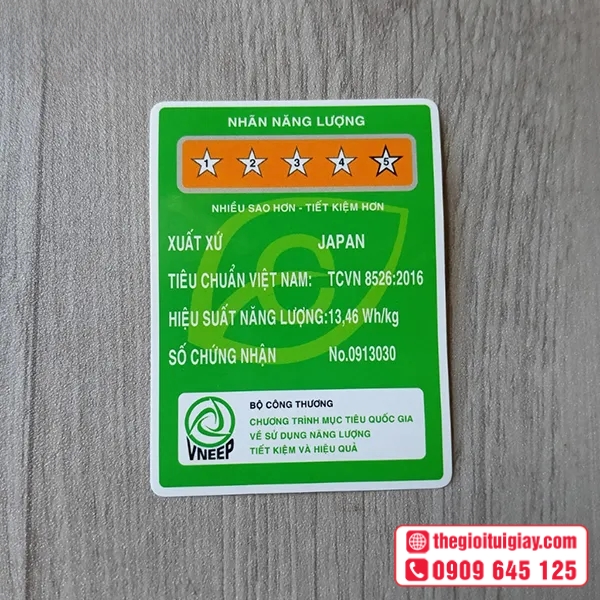 NHÃN NĂNG LƯỢNG
1 2 3 4 5
NHIỀU SAO HƠN - TIẾT KIỆM HƠN
XUẤT XỨ JAPAN
TIÊU CHUẨN VIỆT NAM: TCVN 8526:2016
HIỆU SUẤT NĂNG LƯỢNG:13,46 Wh/kg
SỐ CHỨNG NHẬN No.0913030
VNEEP
BỘ CÔNG THƯƠNG
CHƯƠNG TRÌNH MỤC TIÊU QUỐC GIA
VỀ SỬ DỤNG NĂNG LƯỢNG
TIẾT KIỆM VÀ HIỆU QUẢ
thegioituigiay.com
0909 645 125